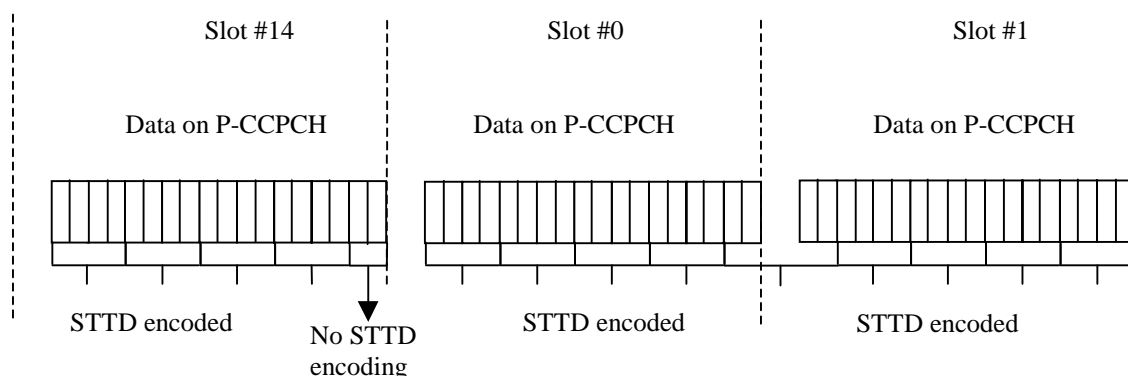 Slot #14 Slot #0 Slot #1
Data on P-CCPCH Data on P-CCPCH Data on P-CCPCH
STTD encoded STTD encoded STTD encoded
No STTD
encoding